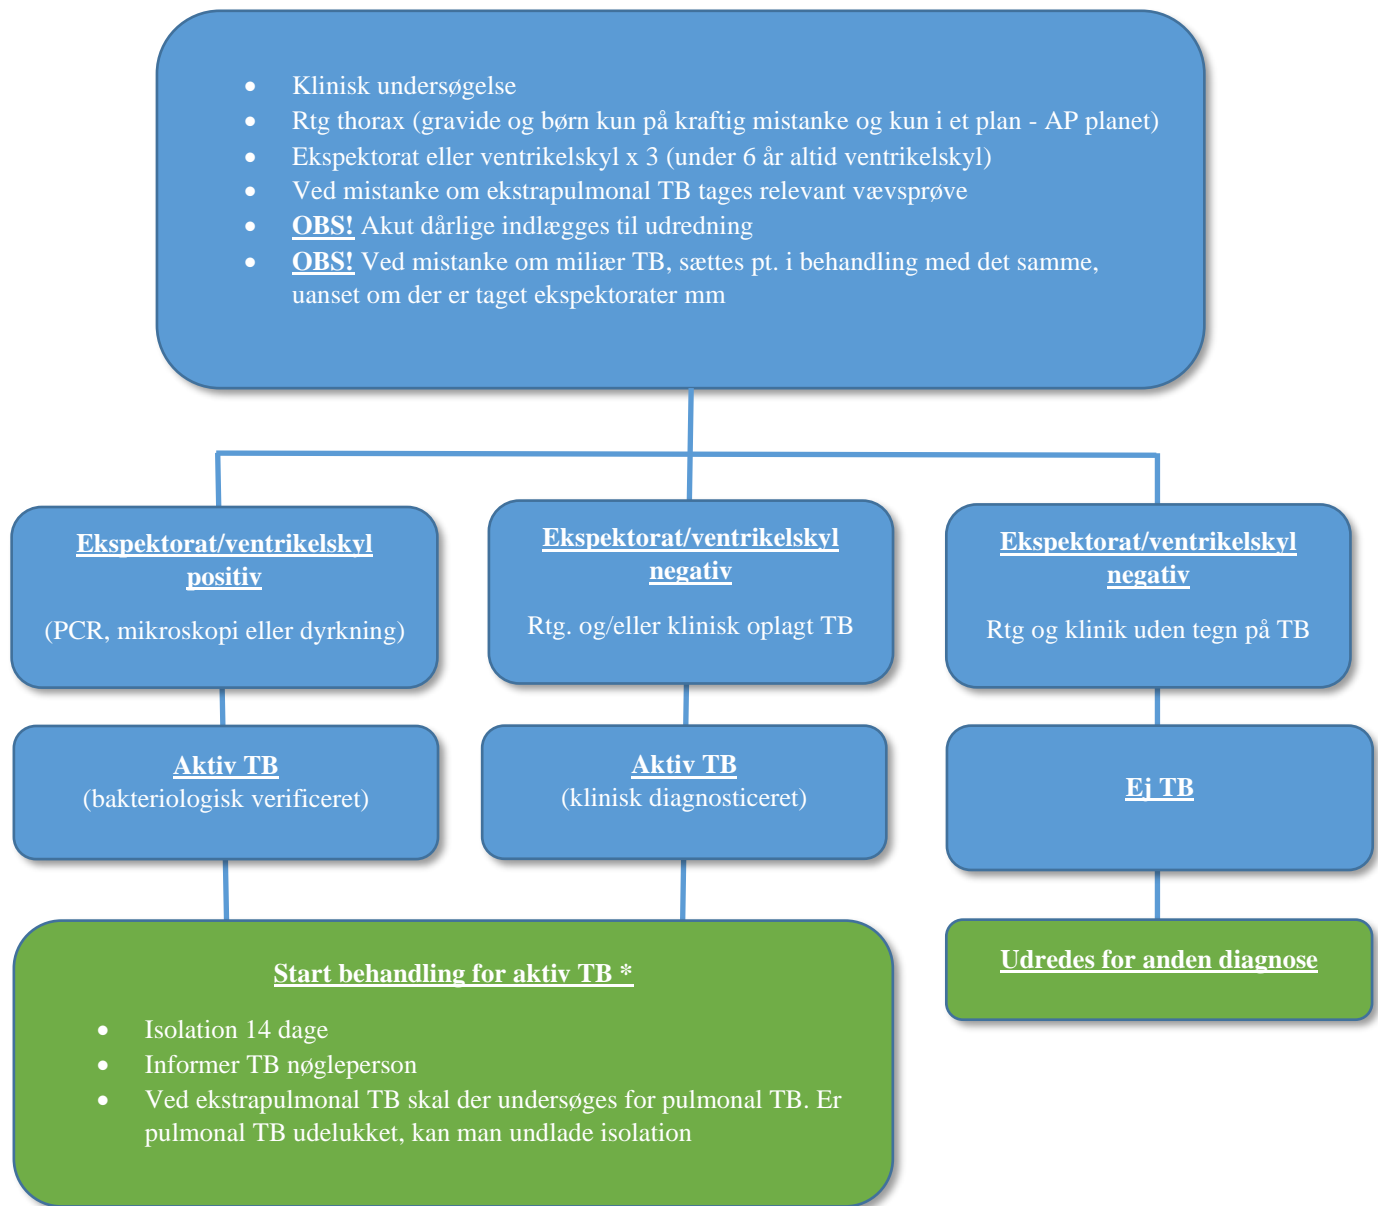 • Klinisk undersøgelse
• Rtg thorax (gravide og børn kun på kraftig mistanke og kun i et plan - AP planet)
• Ekspektorat eller ventrikelskyl x 3 (under 6 år altid ventrikelskyl)
• Ved mistanke om ekstrapulmonal TB tages relevant vævsprøve
• OBS! Akut dårlige indlægges til udredning
• OBS! Ved mistanke om miliær TB, sættes pt. i behandling med det samme,
uanset om der er taget ekspektorater mm
Ekspektorat/ventrikelskyl
positiv
(PCR, mikroskopi eller dyrkning)
Ekspektorat/ventrikelskyl
negativ
Rtg. og/eller klinisk oplagt TB
Ekspektorat/ventrikelskyl
negativ
Rtg og klinik uden tegn på TB
Aktiv TB
(bakteriologisk verificeret)
Aktiv TB
(klinisk diagnosticeret)
Ej TB
Start behandling for aktiv TB *
• Isolation 14 dage
• Informer TB nøgleperson
• Ved ekstrapulmonal TB skal der undersøges for pulmonal TB. Er
pulmonal TB udelukket, kan man undlade isolation
Udredes for anden diagnose